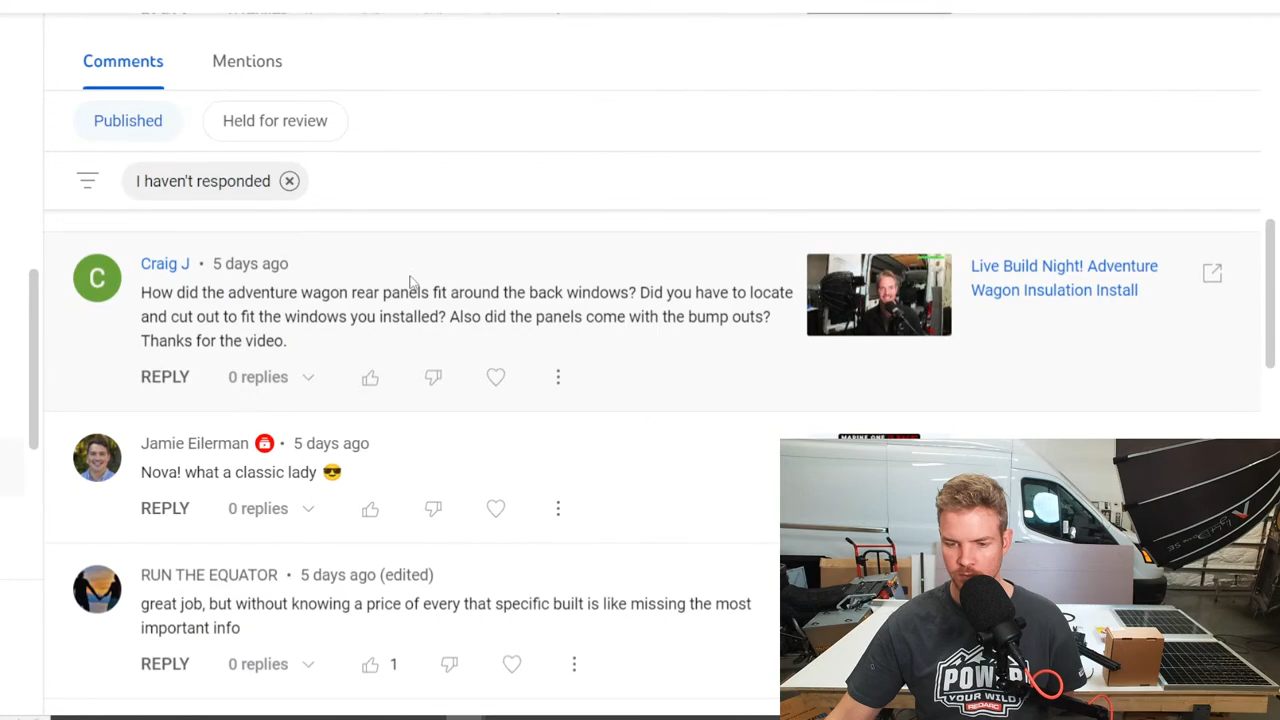 Comments
Mentions
Published
Held for review
I haven't responded
C
Craig J • 5 days ago
How did the adventure wagon rear panels fit around the back windows? Did you have to locate
and cut out to fit the windows you installed? Also did the panels come with the bump outs?
Thanks for the video.
REPLY 0 replies
Live Build Night! Adventure
Wagon Insulation Install
Jamie Eilerman • 5 days ago
Nova! what a classic lady 😎
REPLY 0 replies
RUN THE EQUATOR • 5 days ago (edited)
great job, but without knowing a price of every that specific built is like missing the most
important info
REPLY 0 replies 1
POWER
YOUR WILD
REDARC